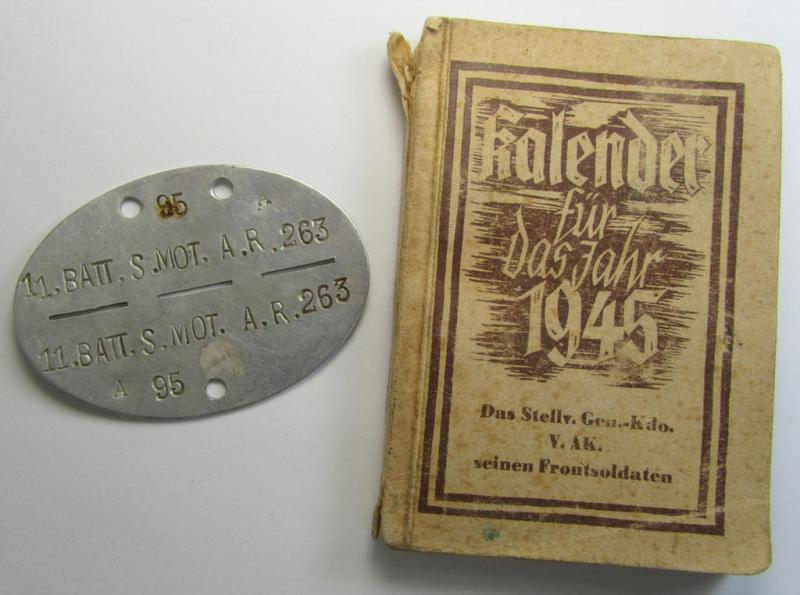 95 A
11.BATT.S.MOT. A.R.263
11.BATT.S.MOT. A.R.263
A 95
Kalender
für
das Jahr
1945
Das Stellv. Gen.-Kdo.
V. AK.
seinen Frontsoldaten